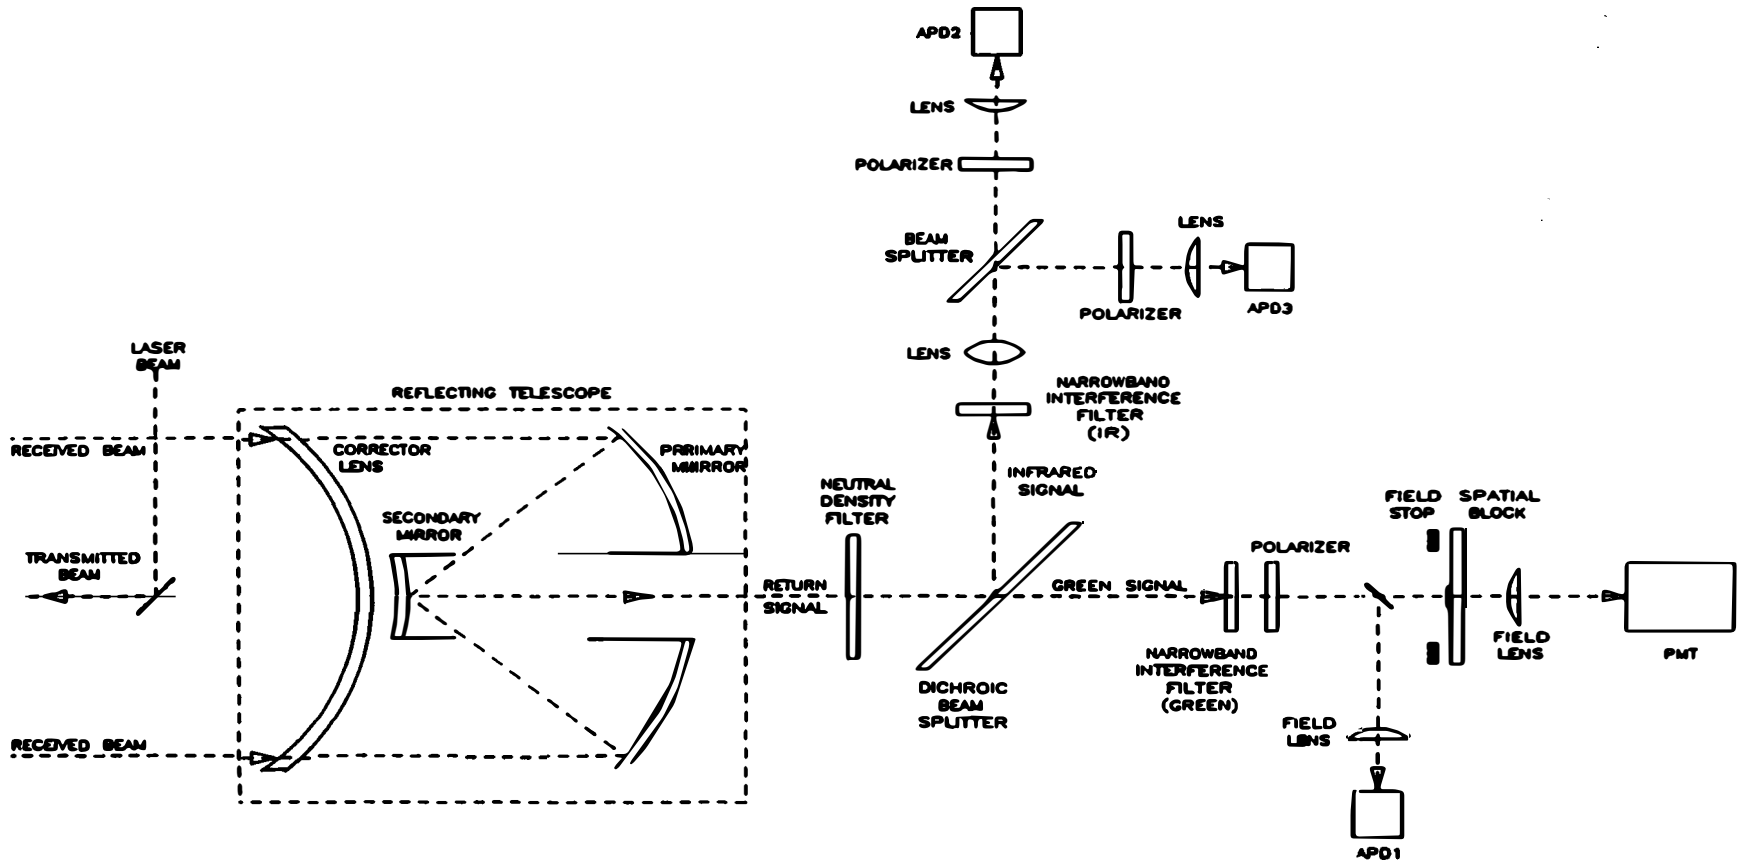 APD2
LENS
POLARIZER
BEAM
SPLITTER
LENS
POLARIZER
APD3
LENS
NARROWBAND
INTERFERENCE
FILTER
(IR)
INFRARED
SIGNAL
LASER
BEAM
REFLECTING TELESCOPE
RECEIVED BEAM
CORRECTOR
LENS
PRIMARY
MIRROR
SECONDARY
MIRROR
TRANSMITTED
BEAM
RECEIVED BEAM
RETURN
SIGNAL
NEUTRAL
DENSITY
FILTER
DICHROIC
BEAM
SPLITTER
GREEN SIGNAL
NARROWBAND
INTERFERENCE
FILTER
(GREEN)
POLARIZER
FIELD
STOP
SPATIAL
BLOCK
FIELD
LENS
PMT
FIELD
LENS
APD1